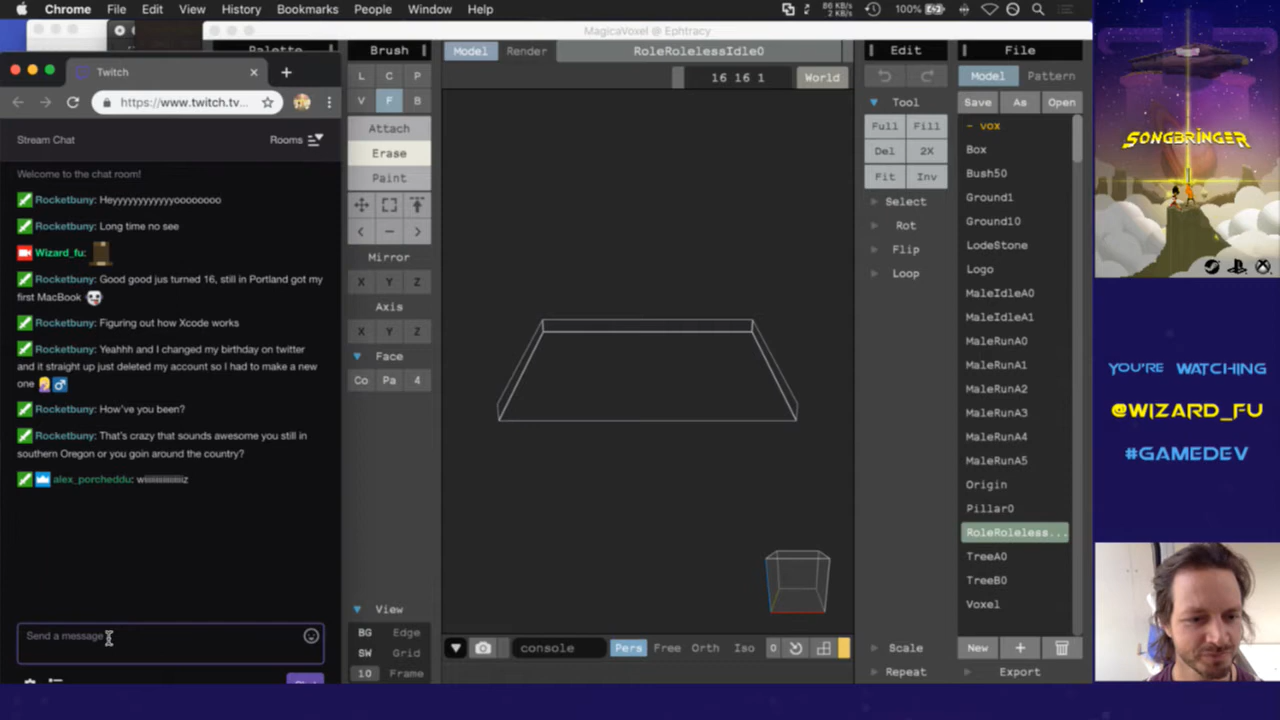 Chrome File Edit View History Bookmarks People Window Help
86 KB/s
2 KB/s
100%
MagicaVoxel @ Ephtracy
Twitch
https://www.twitch.tv...
Stream Chat
Rooms
Welcome to the chat room!
Rocketbuny: Heyyyyyyyyyyyoooooooo
Rocketbuny: Long time no see
Wizard_fu:
Rocketbuny: Good good jus turned 16, still in Portland got my
first MacBook
Rocketbuny: Figuring out how Xcode works
Rocketbuny: Yeahhh and I changed my birthday on twitter
and it straight up just deleted my account so I had to make a new
one
Rocketbuny: How've you been?
Rocketbuny: That's crazy that sounds awesome you still in
southern Oregon or you goin around the country?
alex_porcheddu:
Send a message
Chat
Palette
Brush
L C P
V F B
Attach
Erase
Paint
Mirror
X Y Z
Axis
X Y Z
Face
Co Pa 4
View
BG Edge
SW Grid
10 Frame
Model Render RoleRolelessIdle0
16 16 1 World
console
Pers Free Orth Iso 0
Edit
Tool
Full Fill
Del 2X
Fit Inv
Select
Rot
Flip
Loop
Scale
Repeat
File
Model Pattern
Save As Open
- vox
Box
Bush50
Ground1
Ground10
LodeStone
Logo
MaleIdleA0
MaleIdleA1
MaleRunA0
MaleRunA1
MaleRunA2
MaleRunA3
MaleRunA4
MaleRunA5
Origin
Pillar0
RoleRoleless...
TreeA0
TreeB0
Voxel
New +
Export
SONGBRINGER
YOU'RE WATCHING
@WIZARD_FU
#GAMEDEV